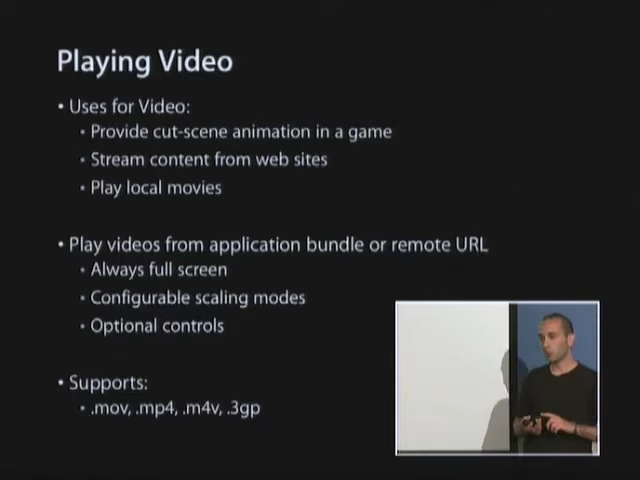 Playing Video
• Uses for Video:
• Provide cut-scene animation in a game
• Stream content from web sites
• Play local movies
• Play videos from application bundle or remote URL
• Always full screen
• Configurable scaling modes
• Optional controls
• Supports:
• .mov, .mp4, .m4v, .3gp